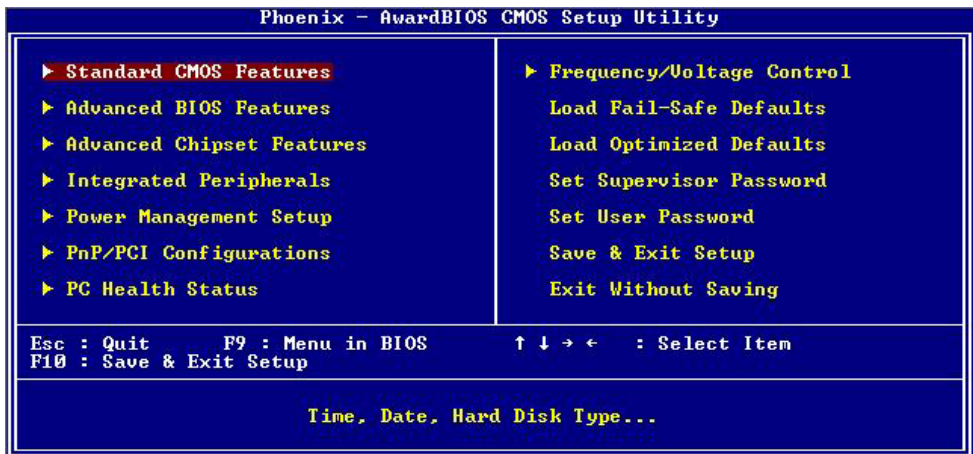 Phoenix - AwardBIOS CMOS Setup Utility
▶ Standard CMOS Features
▶ Advanced BIOS Features
▶ Advanced Chipset Features
▶ Integrated Peripherals
▶ Power Management Setup
▶ PnP/PCI Configurations
▶ PC Health Status
▶ Frequency/Voltage Control
Load Fail-Safe Defaults
Load Optimized Defaults
Set Supervisor Password
Set User Password
Save & Exit Setup
Exit Without Saving
Esc : Quit F9 : Menu in BIOS ↑ ↓ → ← : Select Item
F10 : Save & Exit Setup
Time, Date, Hard Disk Type...